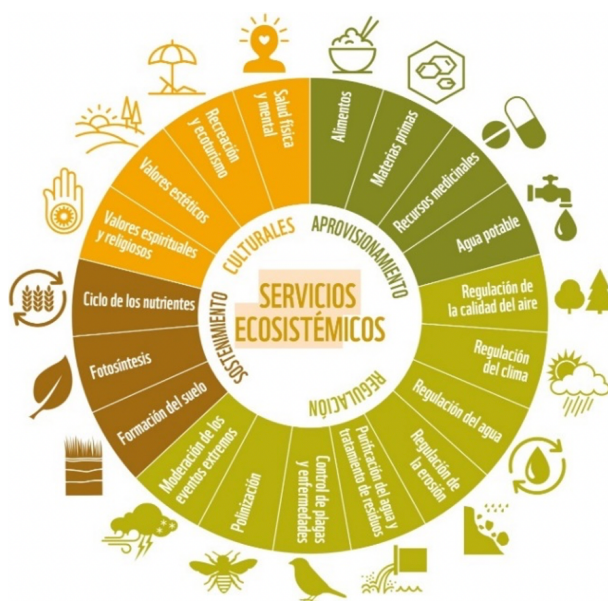 SERVICIOS
ECOSISTÉMICOS
CULTURALES
APROVISIONAMIENTO
REGULACIÓN
SOSTENIMIENTO
Alimentos
Materias primas
Recursos medicinales
Agua potable
Regulación de
la calidad del aire
Regulación
del clima
Regulación del agua
Regulación de
la erosión
Purificación del agua y
tratamiento de residuos
Control de plagas
y enfermedades
Polinización
Moderación de los
eventos extremos
Formación del suelo
Fotosíntesis
Ciclo de los nutrientes
Valores espirituales
y religiosos
Valores estéticos
Recreación
y ecoturismo
Salud física
y mental